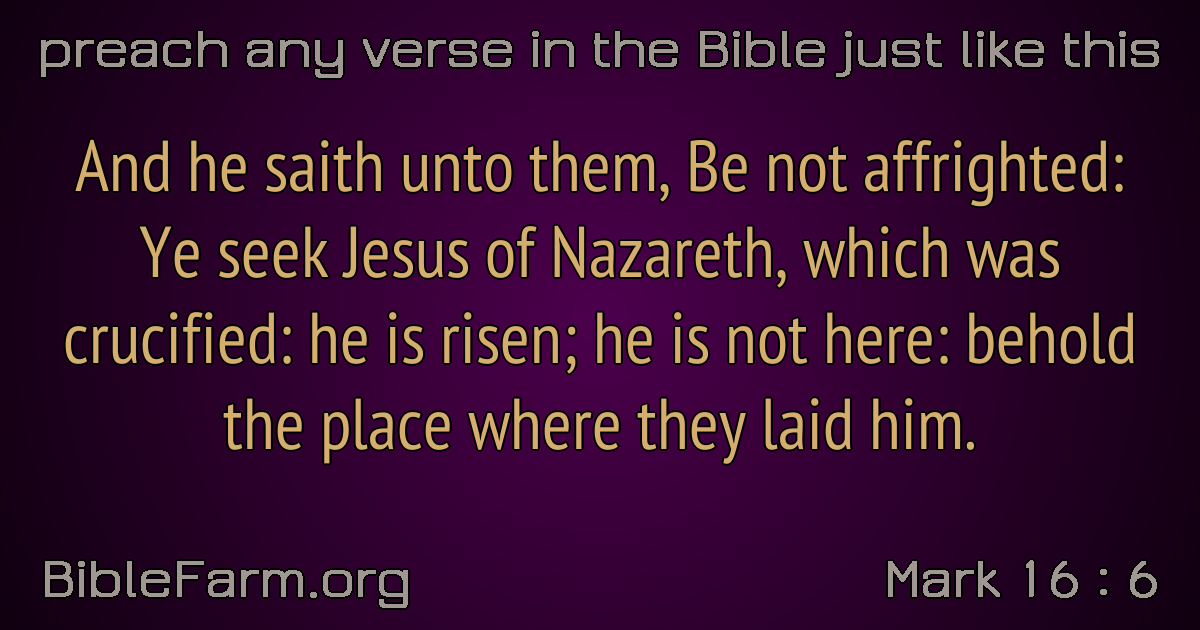 preach any verse in the Bible just like this
And he saith unto them, Be not affrighted:
Ye seek Jesus of Nazareth, which was
crucified: he is risen; he is not here: behold
the place where they laid him.
BibleFarm.org
Mark 16 : 6